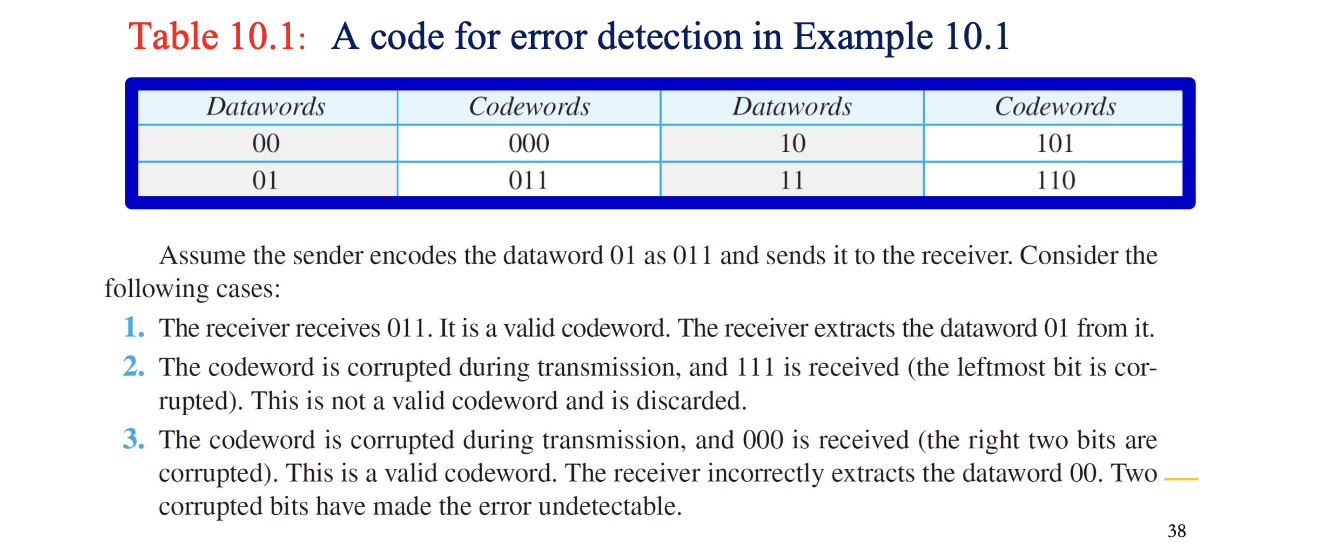 Table 10.1: A code for error detection in Example 10.1
Datawords Codewords Datawords Codewords
00 000 10 101
01 011 11 110
Assume the sender encodes the dataword 01 as 011 and sends it to the receiver. Consider the
following cases:
1. The receiver receives 011. It is a valid codeword. The receiver extracts the dataword 01 from it.
2. The codeword is corrupted during transmission, and 111 is received (the leftmost bit is cor-
rupted). This is not a valid codeword and is discarded.
3. The codeword is corrupted during transmission, and 000 is received (the right two bits are
corrupted). This is a valid codeword. The receiver incorrectly extracts the dataword 00. Two
corrupted bits have made the error undetectable.
38